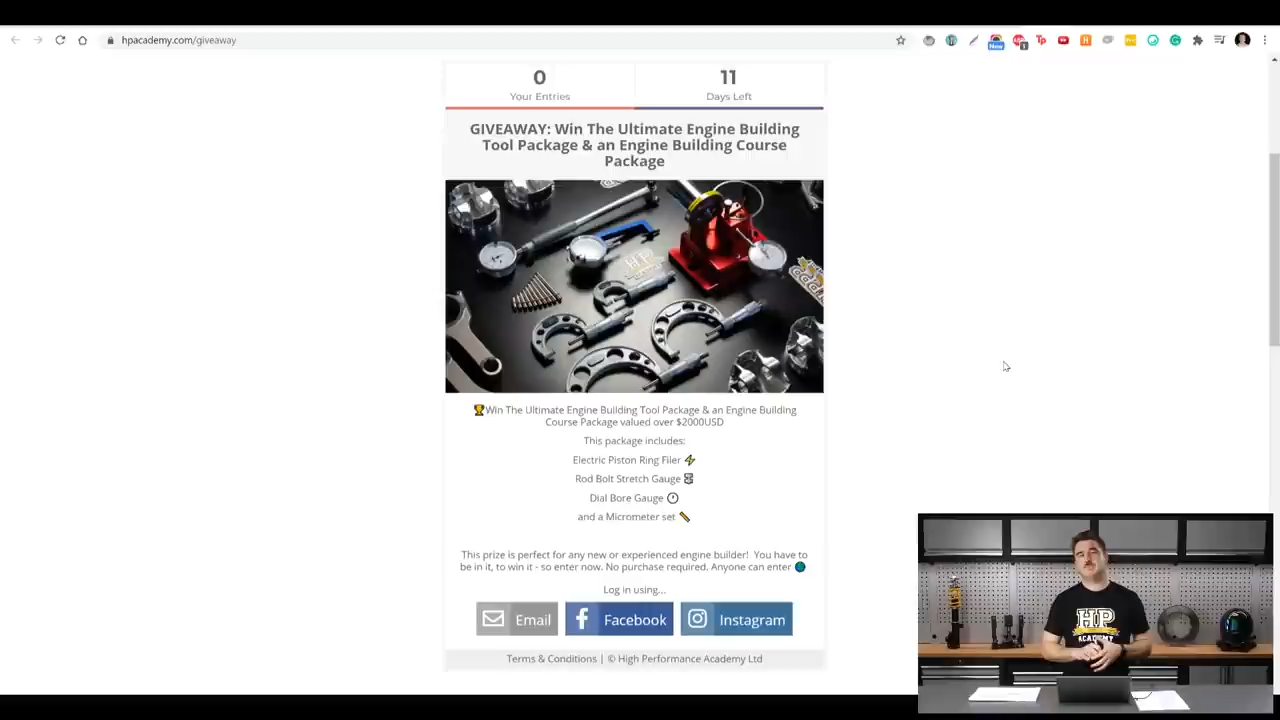 hpacademy.com/giveaway
New
0
11
Your Entries
Days Left
GIVEAWAY: Win The Ultimate Engine Building
Tool Package & an Engine Building Course
Package
Win The Ultimate Engine Building Tool Package & an Engine Building
Course Package valued over $2000USD
This package includes:
Electric Piston Ring Filer
Rod Bolt Stretch Gauge
Dial Bore Gauge
and a Micrometer set
This prize is perfect for any new or experienced engine builder! You have to
be in it, to win it - so enter now. No purchase required. Anyone can enter
Log in using...
Email
Facebook
Instagram
Terms & Conditions | © High Performance Academy Ltd
HP
ACADEMY